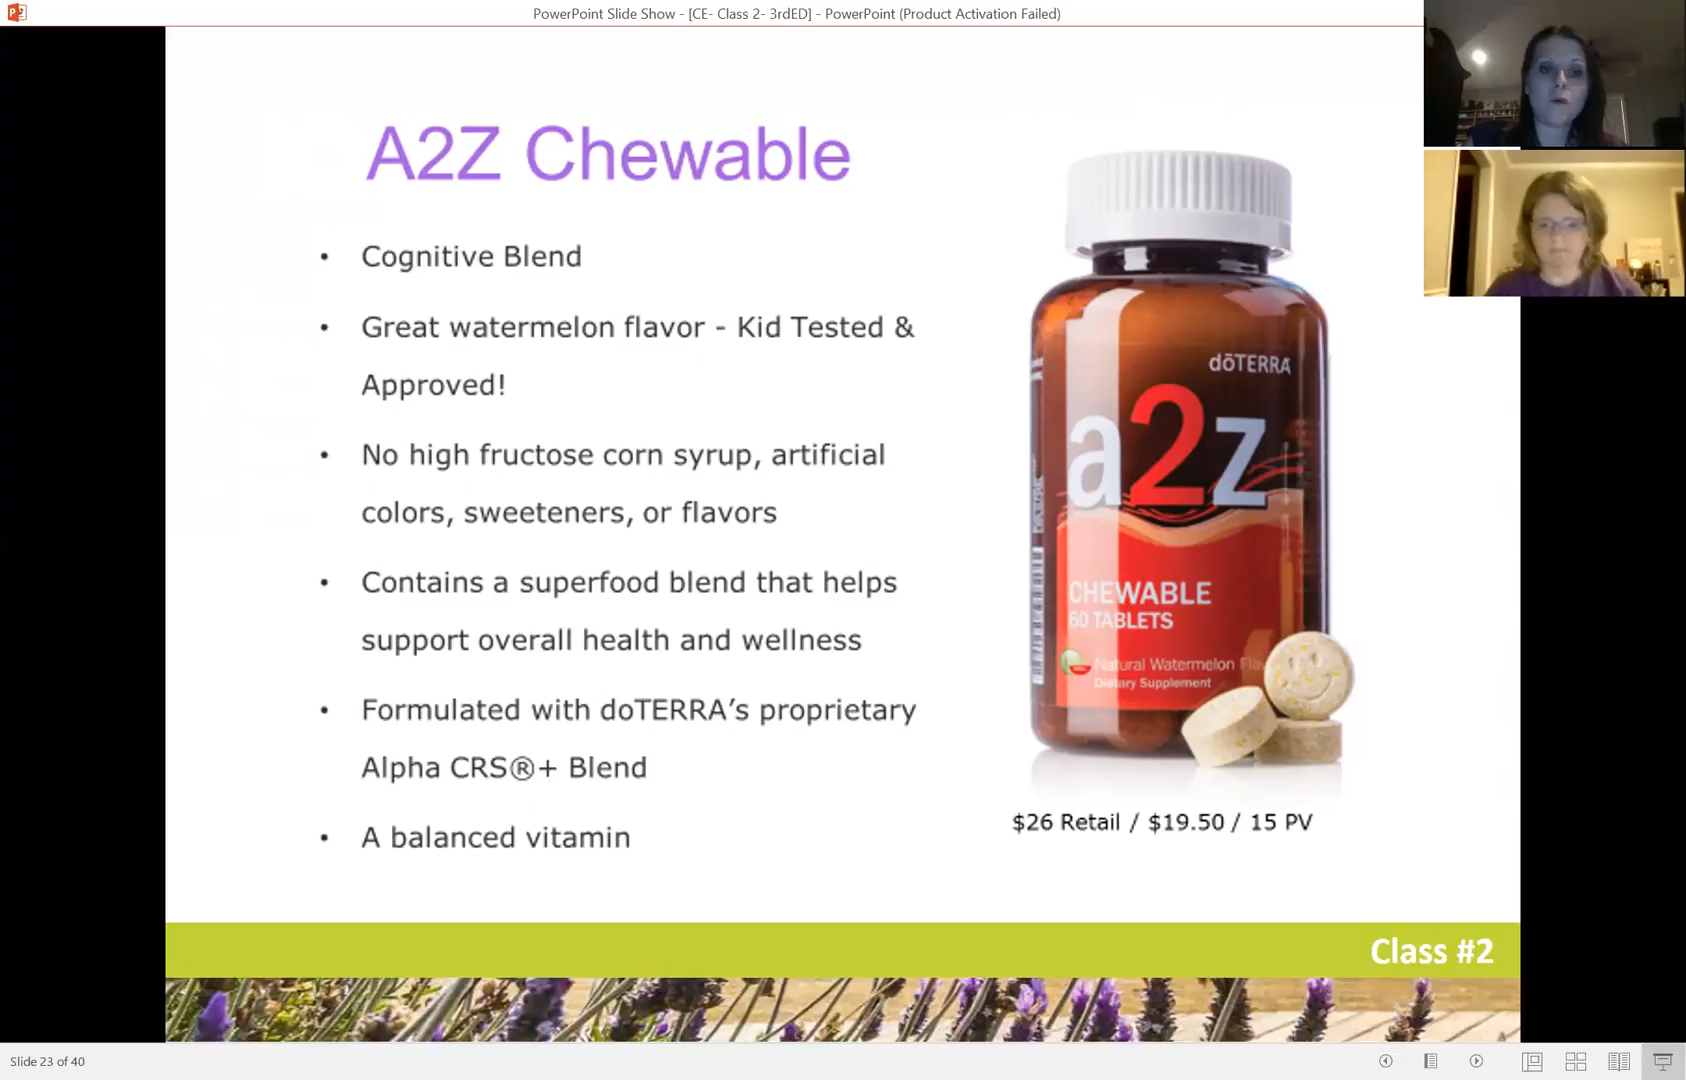 PowerPoint Slide Show - [CE- Class 2- 3rdED] - PowerPoint (Product Activation Failed)
A2Z Chewable
• Cognitive Blend
• Great watermelon flavor - Kid Tested &
Approved!
• No high fructose corn syrup, artificial
colors, sweeteners, or flavors
• Contains a superfood blend that helps
support overall health and wellness
• Formulated with doTERRA’s proprietary
Alpha CRS®+ Blend
• A balanced vitamin
dōTERRA
a2z
CHEWABLE
60 TABLETS
Natural Watermelon
Dietary Supplement
$26 Retail / $19.50 / 15 PV
Class #2
Slide 23 of 40